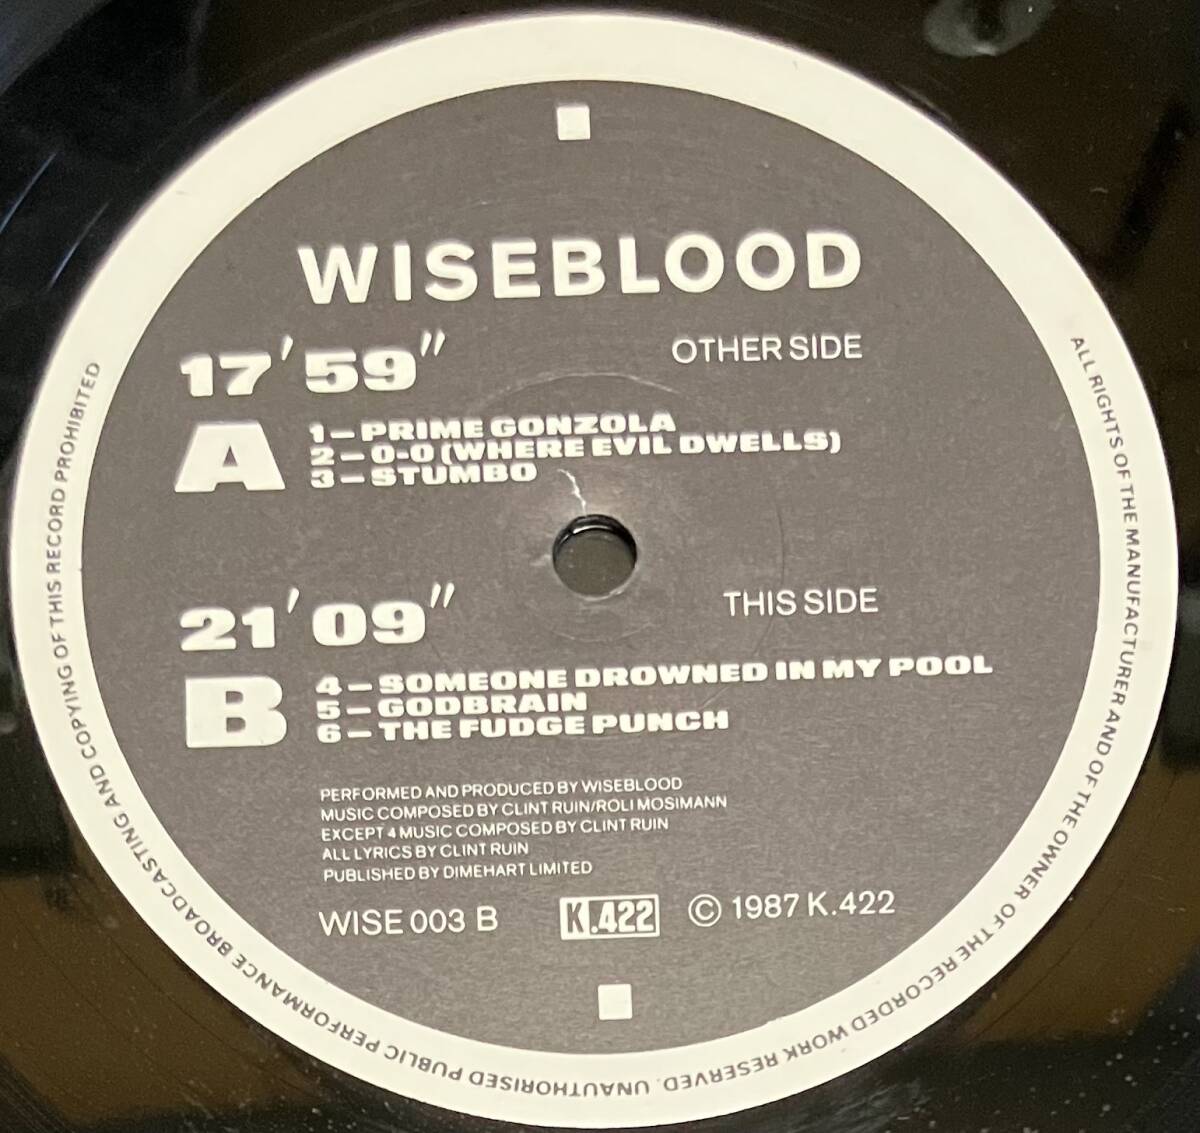 WISEBLOOD
17'59"
OTHER SIDE
A
1-PRIME GONZOLA
2-0-0 (WHERE EVIL DWELLS)
3-STUMBO
21'09"
THIS SIDE
B
4-SOMEONE DROWNED IN MY POOL
5-GODBRAIN
6-THE FUDGE PUNCH
PERFORMED AND PRODUCED BY WISEBLOOD
MUSIC COMPOSED BY CLINT RUIN/ROLI MOSIMANN
EXCEPT 4 MUSIC COMPOSED BY CLINT RUIN
ALL LYRICS BY CLINT RUIN
PUBLISHED BY DIMEHART LIMITED
WISE 003 B
K.422
© 1987 K.422
ALL RIGHTS OF THE MANUFACTURER AND OF THE OWNER OF THE RECORDED WORK RESERVED. UNAUTHORISED PUBLIC PERFORMANCE BROADCASTING AND COPYING OF THIS RECORD PROHIBITED